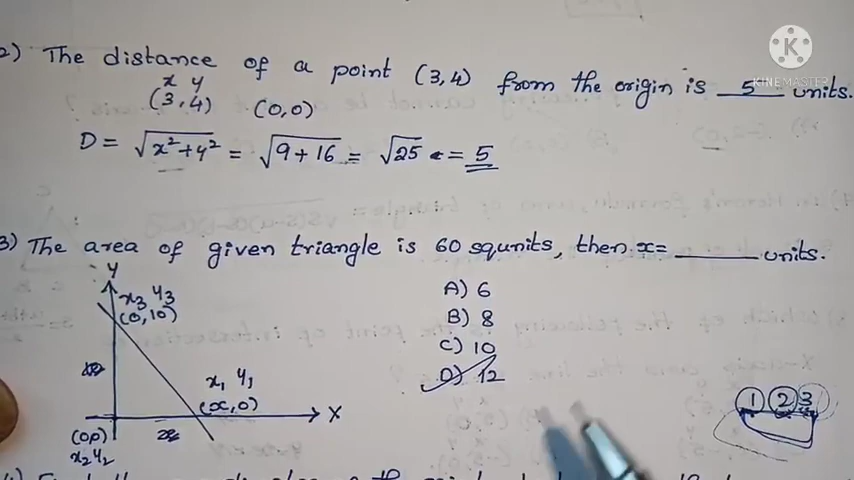 2) The distance of a point (3,4) from the origin is 5 units.
x y
(3,4) (0,0)
D = √x²+y² = √9+16 = √25 = 5
3) The area of given triangle is 60 squnits, then x= ______ units.
A) 6
B) 8
C) 10
D) 12
Y
x₃ y₃
(0,10)
x₁ y₁
(x,0)
X
(0,0)
x₂ y₂
1 2 3
K
KINEMASTER